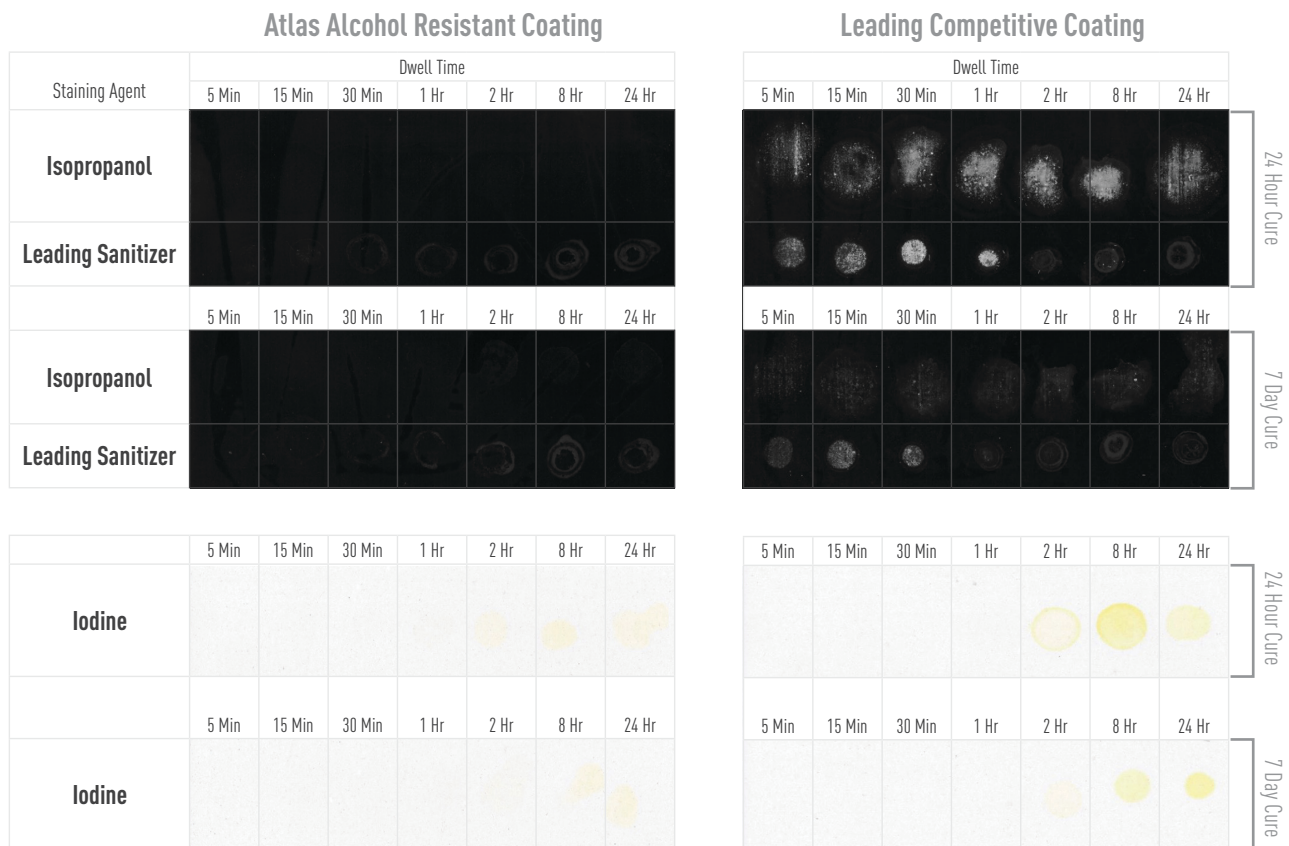 Atlas Alcohol Resistant Coating Leading Competitive Coating
Dwell Time Dwell Time
Staining Agent 5 Min 15 Min 30 Min 1 Hr 2 Hr 8 Hr 24 Hr 5 Min 15 Min 30 Min 1 Hr 2 Hr 8 Hr 24 Hr
Isopropanol
Leading Sanitizer
24 Hour Cure
5 Min 15 Min 30 Min 1 Hr 2 Hr 8 Hr 24 Hr 5 Min 15 Min 30 Min 1 Hr 2 Hr 8 Hr 24 Hr
Isopropanol
Leading Sanitizer
7 Day Cure
5 Min 15 Min 30 Min 1 Hr 2 Hr 8 Hr 24 Hr 5 Min 15 Min 30 Min 1 Hr 2 Hr 8 Hr 24 Hr
Iodine
24 Hour Cure
5 Min 15 Min 30 Min 1 Hr 2 Hr 8 Hr 24 Hr 5 Min 15 Min 30 Min 1 Hr 2 Hr 8 Hr 24 Hr
Iodine
7 Day Cure